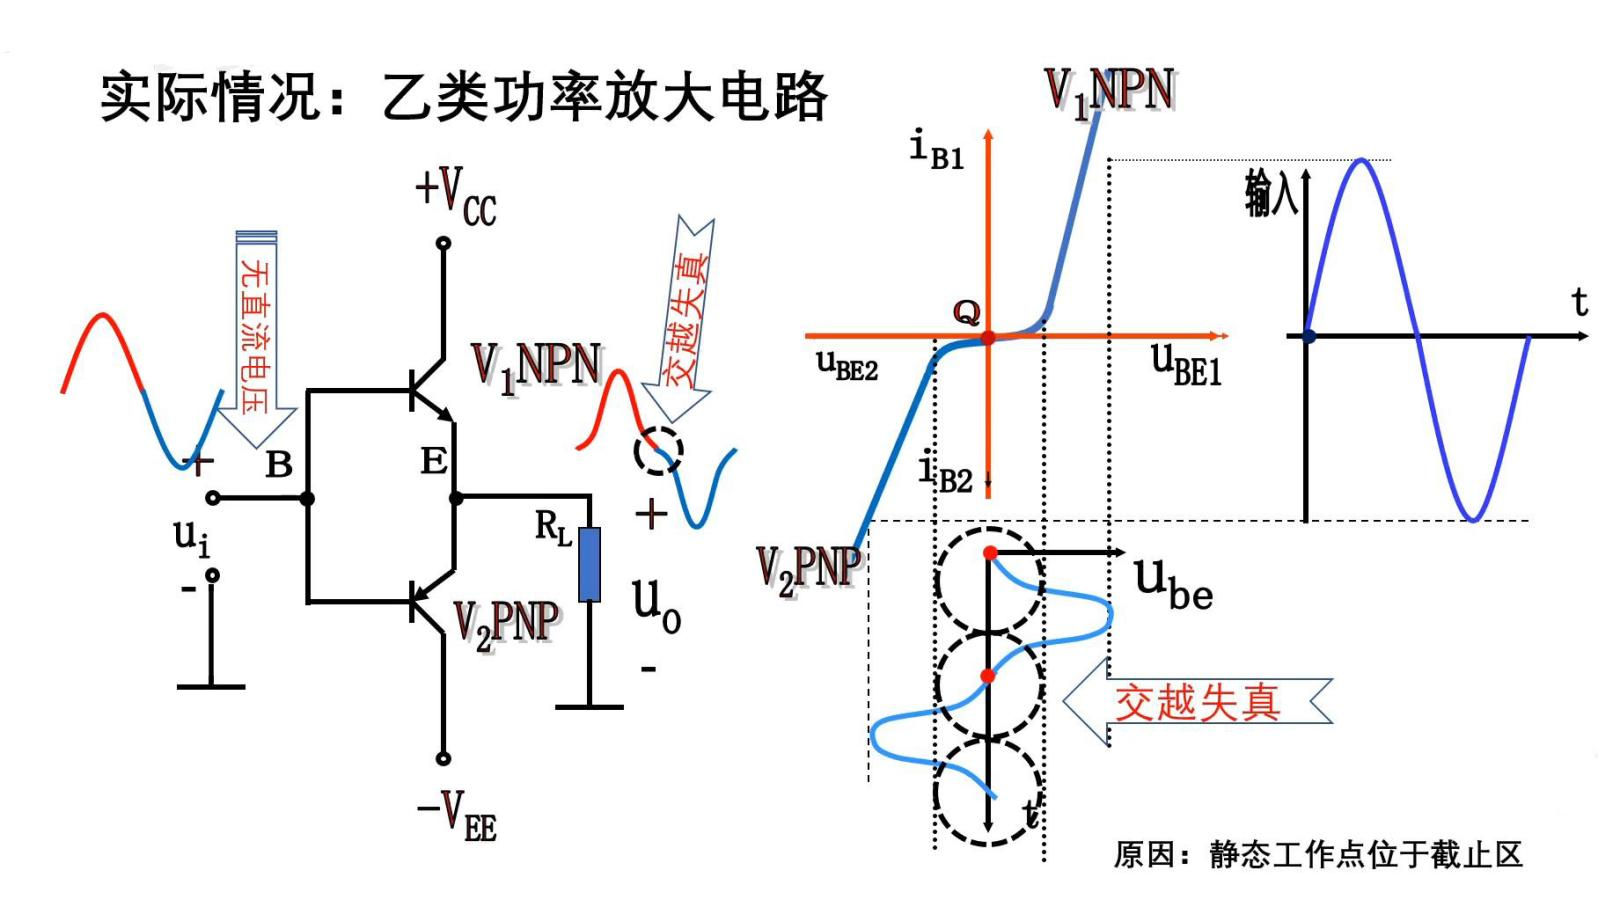 实际情况：乙类功率放大电路
+VCC
无直流电压
V1NPN
交越失真
+
B
E
ui
-
RL
+
uo
-
V2PNP
-VEE
V1NPN
iB1
Q
uBE2
uBE1
iB2
V2PNP
输入
t
ube
交越失真
t
原因：静态工作点位于截止区